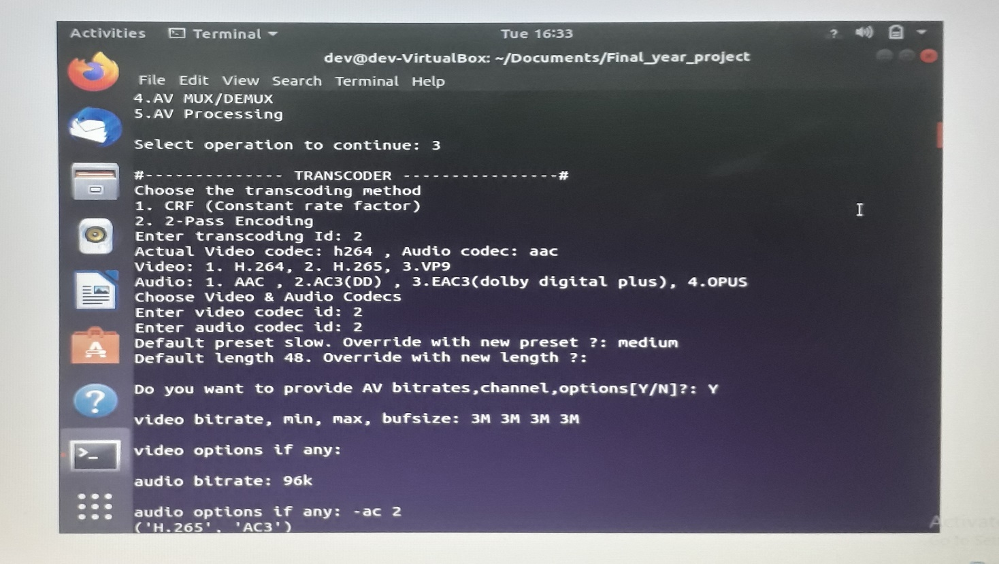 Activities Terminal Tue 16:33 ?
dev@dev-VirtualBox: ~/Documents/Final_year_project
File Edit View Search Terminal Help
4.AV MUX/DEMUX
5.AV Processing
Select operation to continue: 3
#-------------- TRANSCODER ----------------#
Choose the transcoding method
1. CRF (Constant rate factor)
2. 2-Pass Encoding
Enter transcoding Id: 2
Actual Video codec: h264 , Audio codec: aac
Video: 1. H.264, 2. H.265, 3.VP9
Audio: 1. AAC , 2.AC3(DD) , 3.EAC3(dolby digital plus), 4.OPUS
Choose Video & Audio Codecs
Enter video codec id: 2
Enter audio codec id: 2
Default preset slow. Override with new preset ?: medium
Default length 48. Override with new length ?:
Do you want to provide AV bitrates,channel,options[Y/N]?: Y
video bitrate, min, max, bufsize: 3M 3M 3M 3M
video options if any:
audio bitrate: 96k
audio options if any: -ac 2
('H.265', 'AC3')